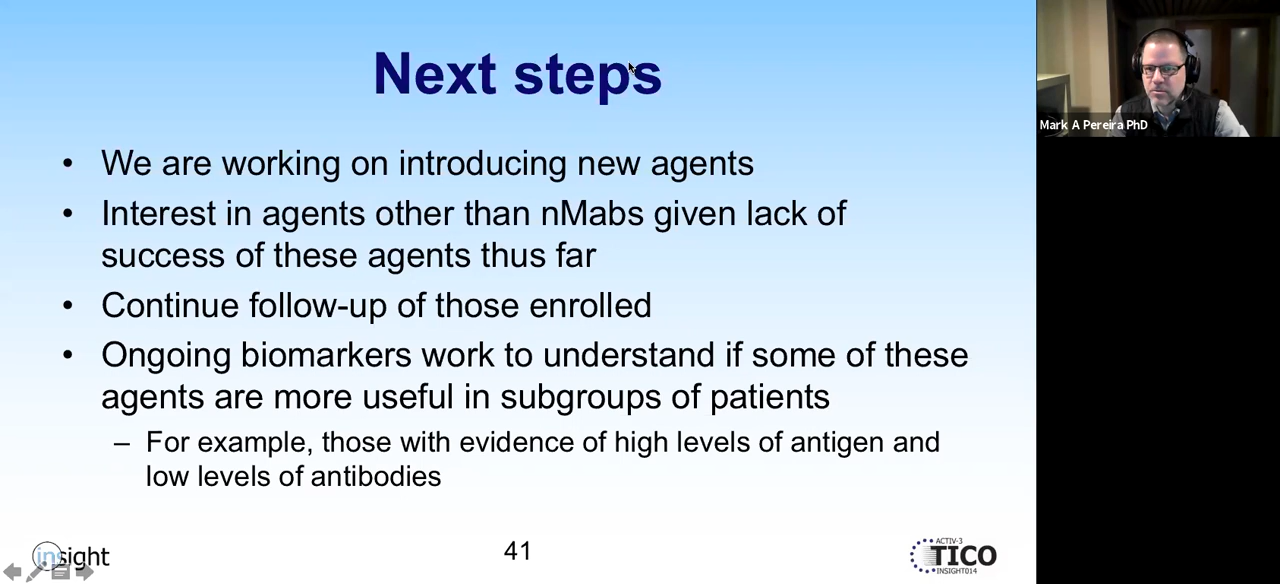 Next steps
• We are working on introducing new agents
• Interest in agents other than nMabs given lack of
success of these agents thus far
• Continue follow-up of those enrolled
• Ongoing biomarkers work to understand if some of these
agents are more useful in subgroups of patients
– For example, those with evidence of high levels of antigen and
low levels of antibodies
insight
41
ACTIV-3
TICO
INSIGHT014
Mark A Pereira PhD